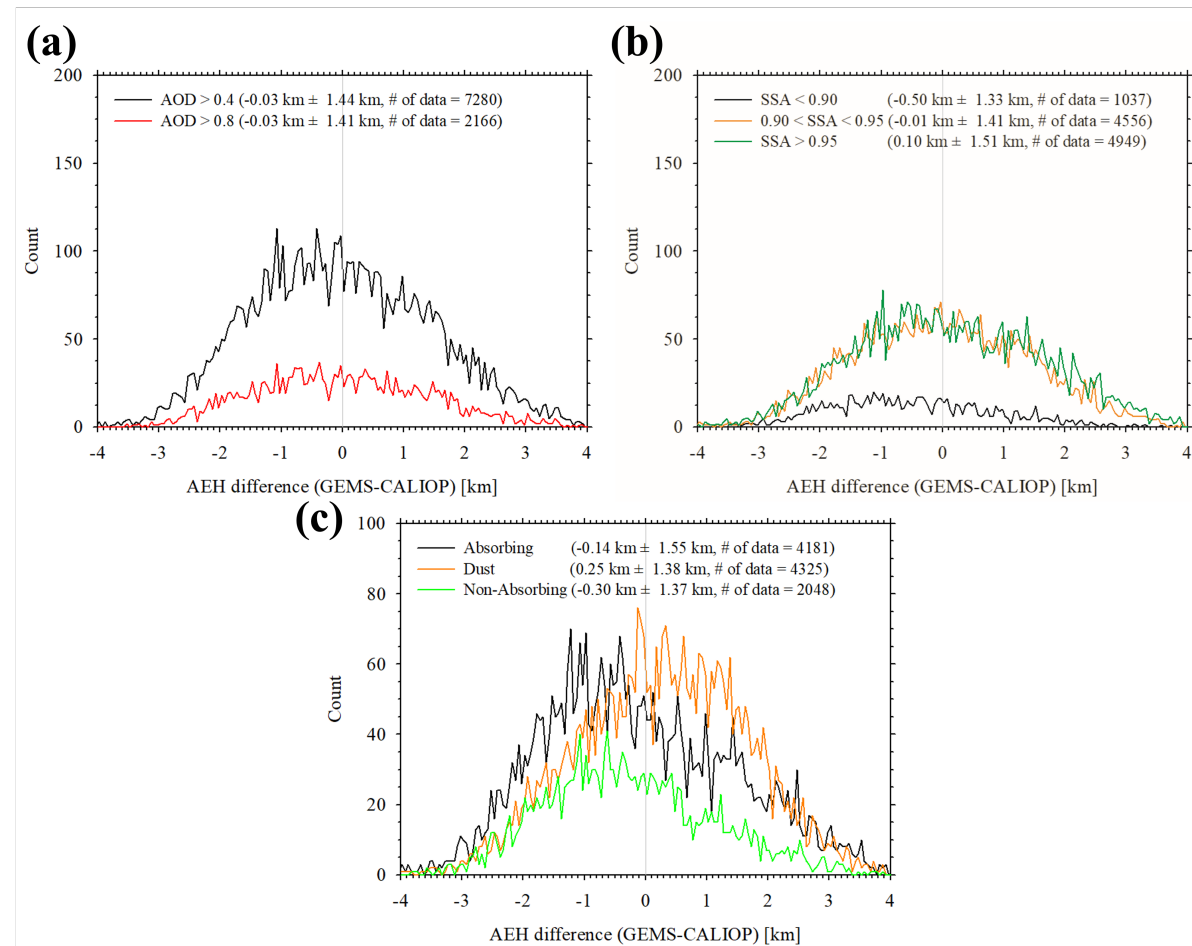 (a)
200
150
100
50
0
Count
AOD > 0.4 (-0.03 km ± 1.44 km, # of data = 7280)
AOD > 0.8 (-0.03 km ± 1.41 km, # of data = 2166)
-4 -3 -2 -1 0 1 2 3 4
AEH difference (GEMS-CALIOP) [km]
(b)
200
150
100
50
0
Count
SSA < 0.90 (-0.50 km ± 1.33 km, # of data = 1037)
0.90 < SSA < 0.95 (-0.01 km ± 1.41 km, # of data = 4556)
SSA > 0.95 (0.10 km ± 1.51 km, # of data = 4949)
-4 -3 -2 -1 0 1 2 3 4
AEH difference (GEMS-CALIOP) [km]
(c)
100
80
60
40
20
0
Count
Absorbing (-0.14 km ± 1.55 km, # of data = 4181)
Dust (0.25 km ± 1.38 km, # of data = 4325)
Non-Absorbing (-0.30 km ± 1.37 km, # of data = 2048)
-4 -3 -2 -1 0 1 2 3 4
AEH difference (GEMS-CALIOP) [km]